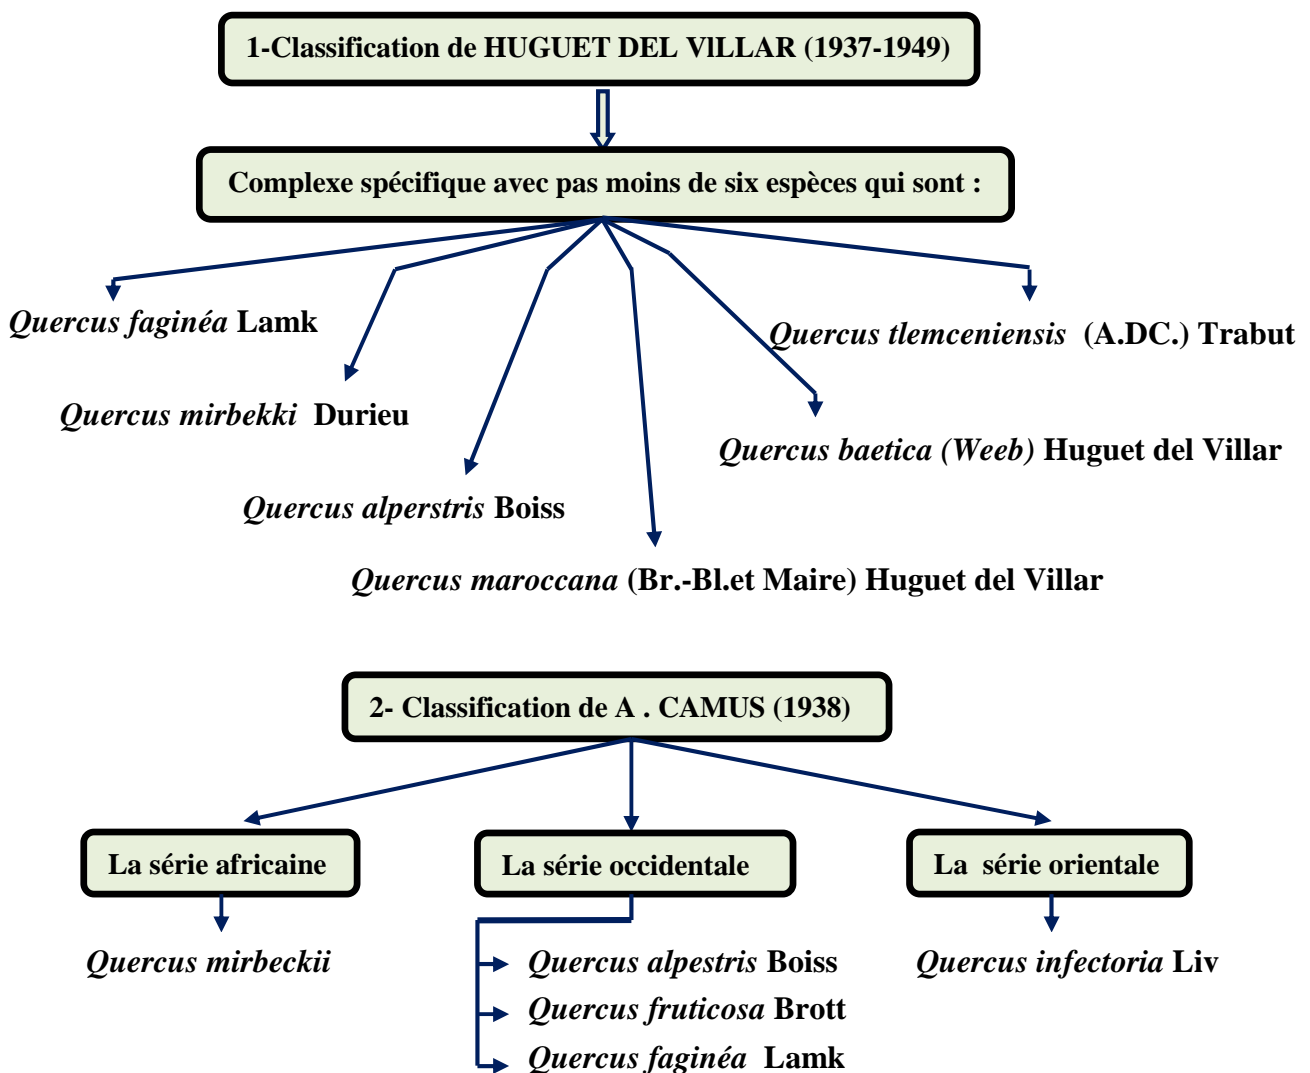 1-Classification de HUGUET DEL VILLAR (1937-1949)
Complexe spécifique avec pas moins de six espèces qui sont :
Quercus faginéa Lamk
Quercus tlemceniensis (A.DC.) Trabut
Quercus mirbekki Durieu
Quercus baetica (Weeb) Huguet del Villar
Quercus alperstris Boiss
Quercus maroccana (Br.-Bl.et Maire) Huguet del Villar
2- Classification de A . CAMUS (1938)
La série africaine
La série occidentale
La série orientale
Quercus mirbeckii
Quercus alpestris Boiss
Quercus infectoria Liv
Quercus fruticosa Brott
Quercus faginéa Lamk